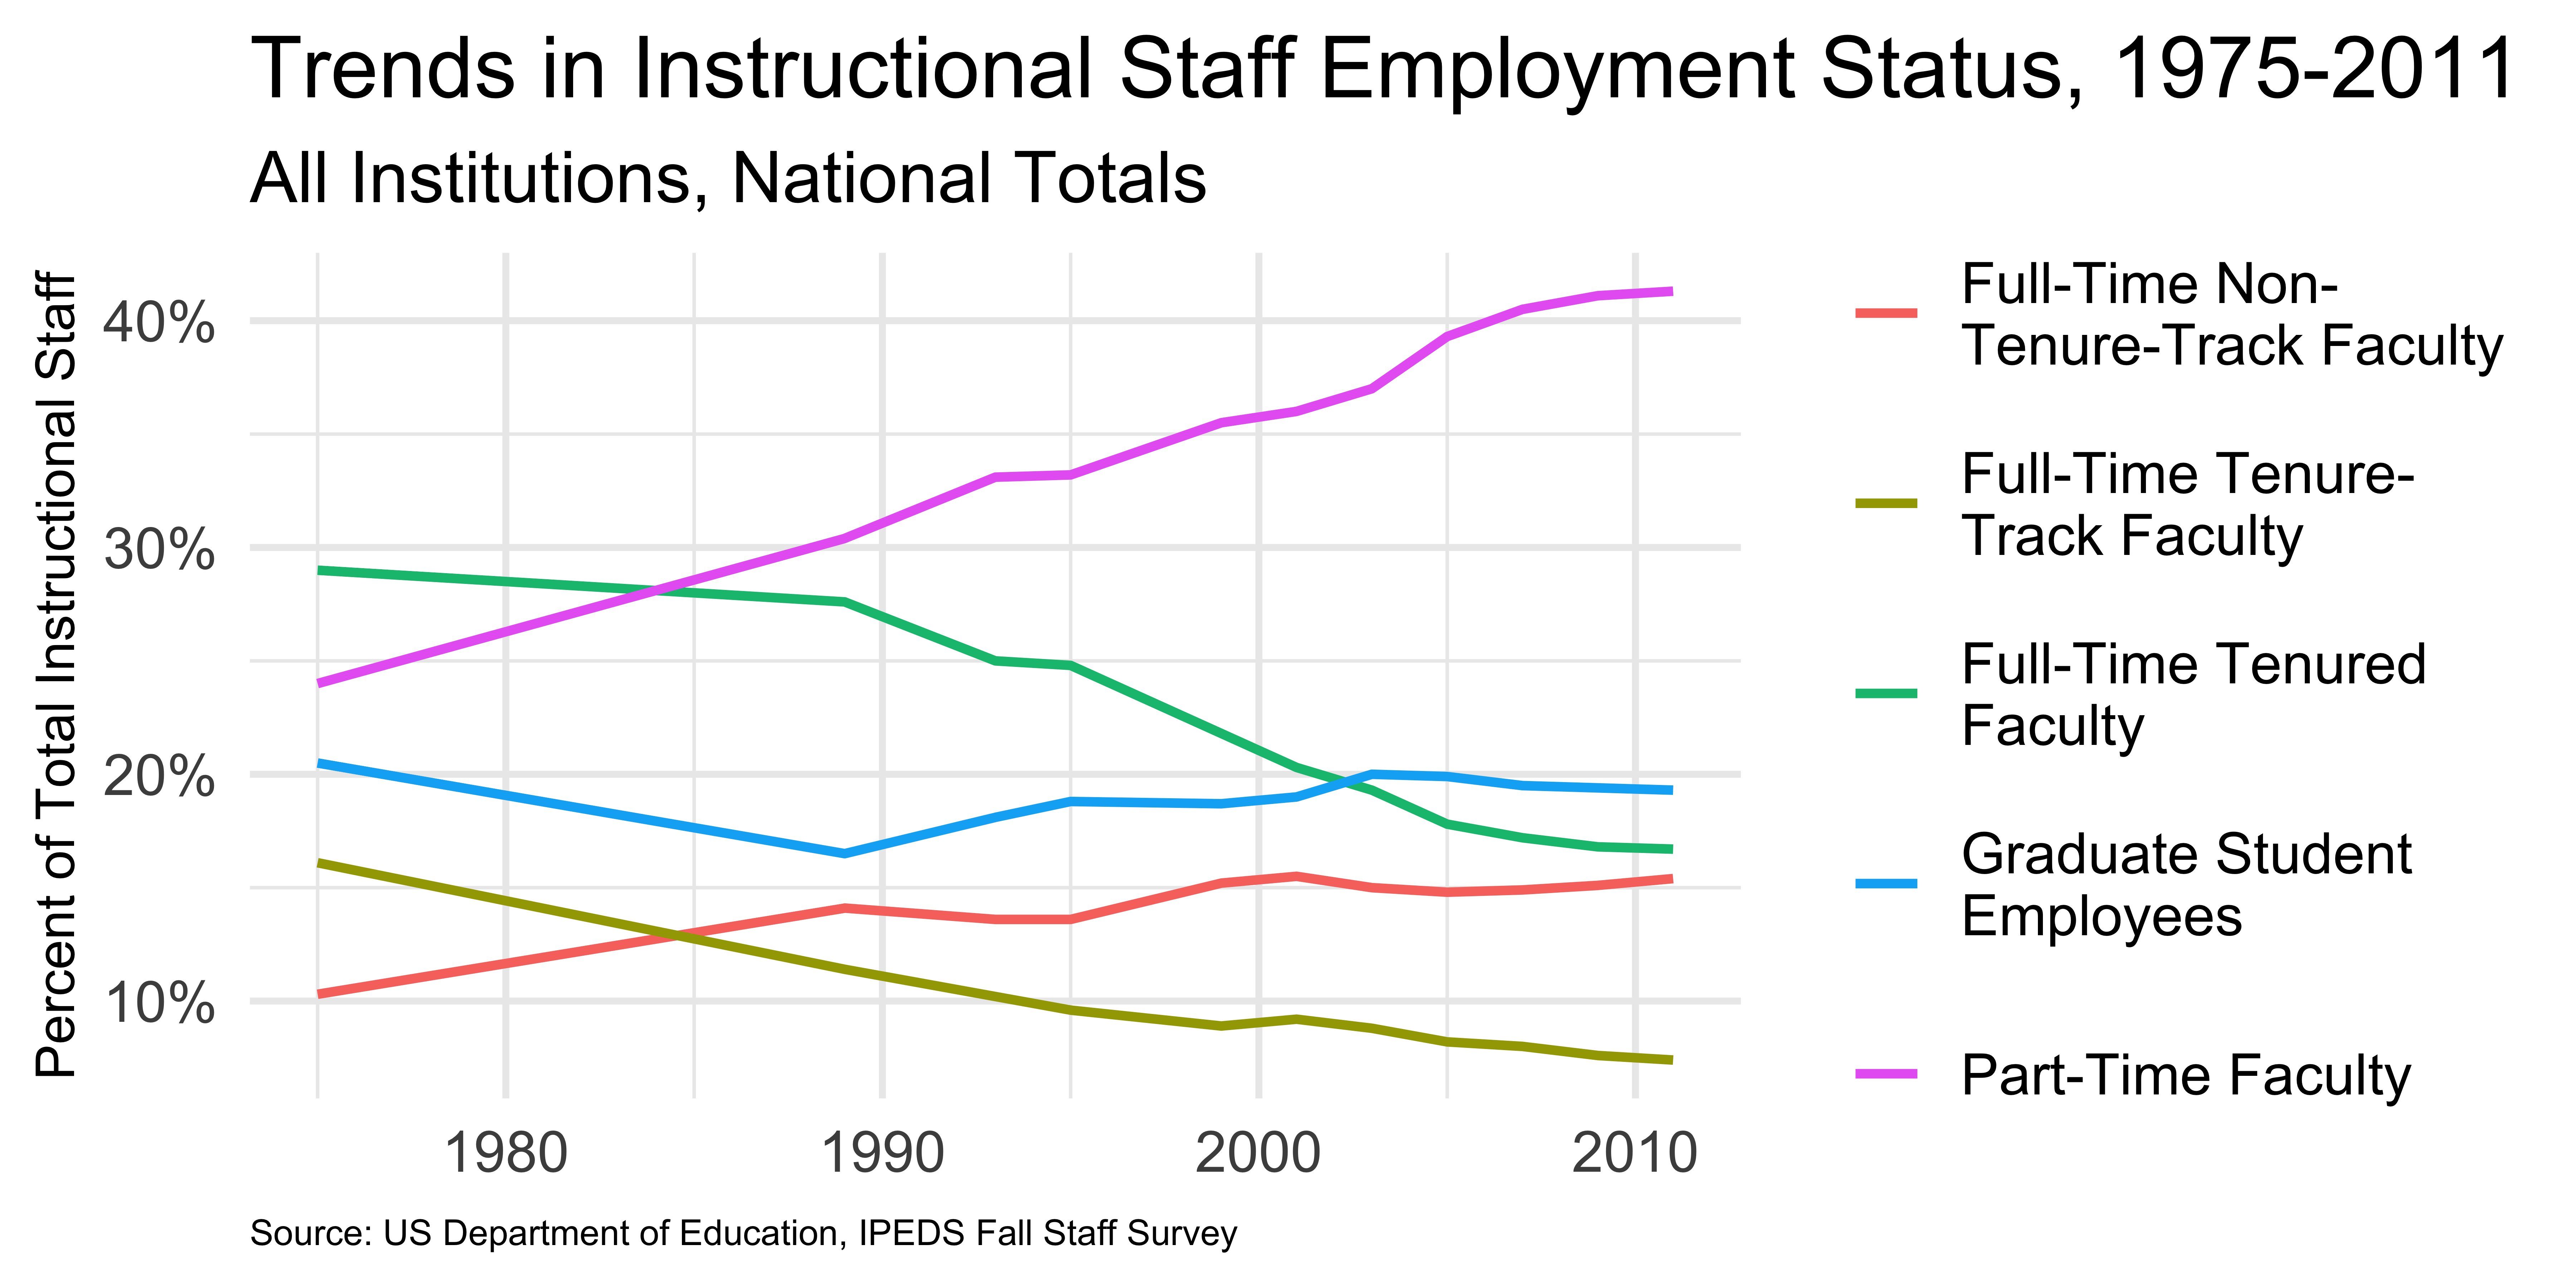 Trends in Instructional Staff Employment Status, 1975-2011
All Institutions, National Totals
Percent of Total Instructional Staff
40%
30%
20%
10%
1980
1990
2000
2010
Full-Time Non-
Tenure-Track Faculty
Full-Time Tenure-
Track Faculty
Full-Time Tenured
Faculty
Graduate Student
Employees
Part-Time Faculty
Source: US Department of Education, IPEDS Fall Staff Survey